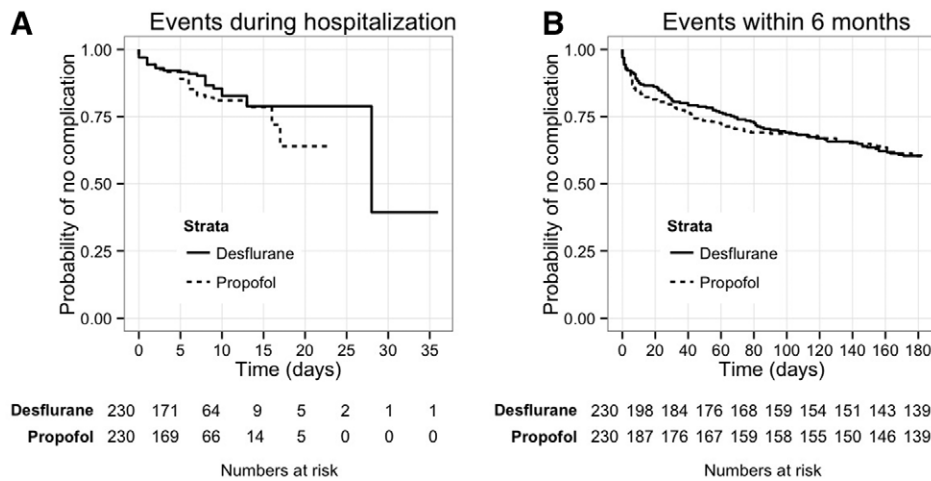 A Events during hospitalization
Probability of no complication
1.00
0.75
0.50
0.25
0.00
Strata
Desflurane
Propofol
0 5 10 15 20 25 30 35
Time (days)
Desflurane 230 171 64 9 5 2 1 1
Propofol 230 169 66 14 5 0 0 0
Numbers at risk
B Events within 6 months
Probability of no complication
1.00
0.75
0.50
0.25
0.00
Strata
Desflurane
Propofol
0 20 40 60 80 100 120 140 160 180
Time (days)
Desflurane 230 198 184 176 168 159 154 151 143 139
Propofol 230 187 176 167 159 158 155 150 146 139
Numbers at risk